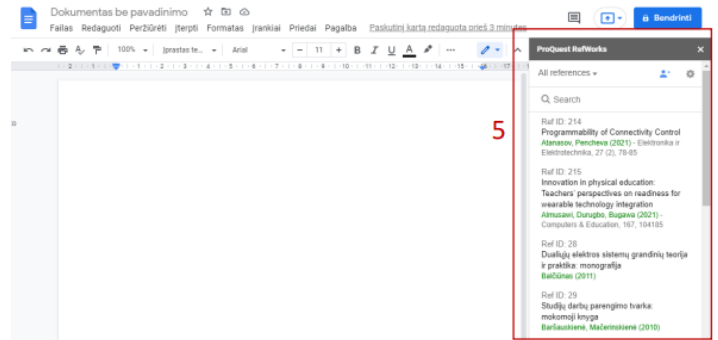 Dokumentas be pavadinimo
Failas Redaguoti Peržiūrėti Įterpti Formatas Įrankiai Priedai Pagalba Paskutinį kartą redaguota prieš 3 minutes
Bendrinti
100% Įprastas te... Arial 11 B I U A
ProQuest RefWorks
All references
Search
5
Ref ID: 214
Programmability of Connectivity Control
Atanasov, Pencheva (2021) - Elektronika ir
Elektrotechnika, 27 (2), 78-85
Ref ID: 215
Innovation in physical education:
Teachers' perspectives on readiness for
wearable technology integration
Almusawi, Durugbo, Bugawa (2021) -
Computers & Education, 167, 104185
Ref ID: 28
Dualiųjų elektros sistemų grandinių teorija
ir praktika: monografija
Balčiūnas (2011)
Ref ID: 29
Studijų darbų parengimo tvarka:
mokomoji knyga
Baršauskienė, Mačerinskienė (2010)